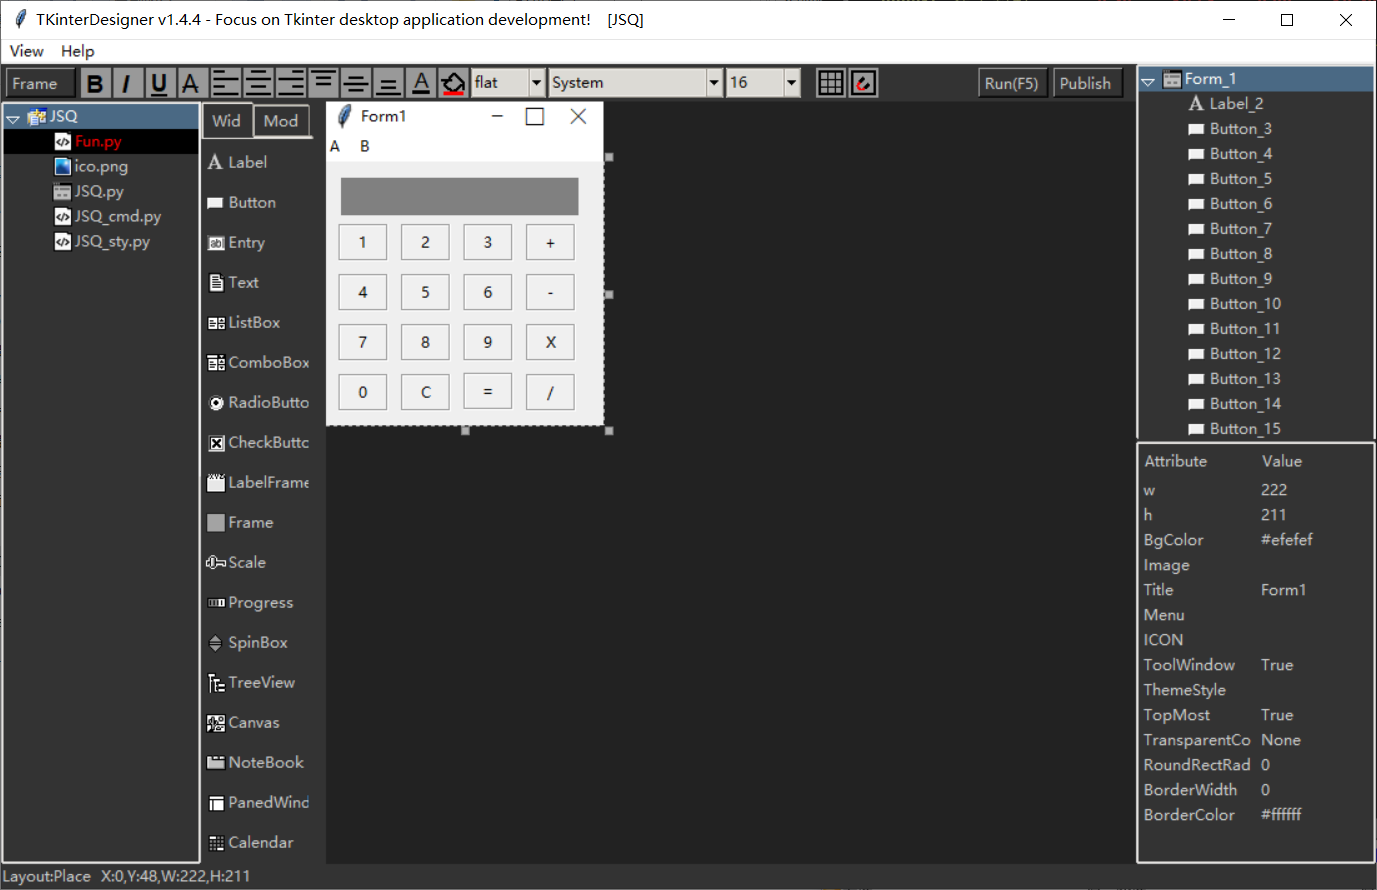 TKinterDesigner v1.4.4 - Focus on Tkinter desktop application development! [JSQ]
View Help
Frame B I U A A flat System 16 Run(F5) Publish
JSQ
Fun.py
ico.png
JSQ.py
JSQ_cmd.py
JSQ_sty.py
Wid Mod
Label
Button
Entry
Text
ListBox
ComboBox
RadioButto
CheckButtc
LabelFrame
Frame
Scale
Progress
SpinBox
TreeView
Canvas
NoteBook
PanedWind
Calendar
Form1
A B
1 2 3 +
4 5 6 -
7 8 9 X
0 C = /
Form_1
Label_2
Button_3
Button_4
Button_5
Button_6
Button_7
Button_8
Button_9
Button_10
Button_11
Button_12
Button_13
Button_14
Button_15
Attribute Value
w 222
h 211
BgColor #efefef
Image
Title Form1
Menu
ICON
ToolWindow True
ThemeStyle
TopMost True
TransparentCo None
RoundRectRad 0
BorderWidth 0
BorderColor #ffffff
Layout:Place X:0,Y:48,W:222,H:211